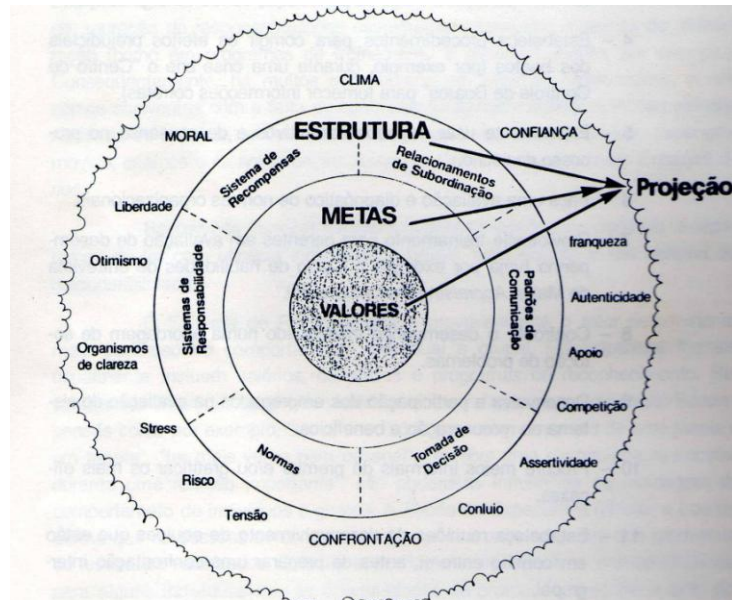 CLIMA
MORAL
ESTRUTURA
CONFIANÇA
Sistema de
Recompensas
Relacionamentos
de Subordinação
Projeção
Liberdade
METAS
franqueza
Otimismo
Sistemas de
Responsabilidade
VALORES
Padrões de
Comunicação
Autenticidade
Organismos
de clareza
Apoio
Competição
Stress
Normas
Tomada de
Decisão
Assertividade
Risco
Tensão
Conluio
CONFRONTAÇÃO